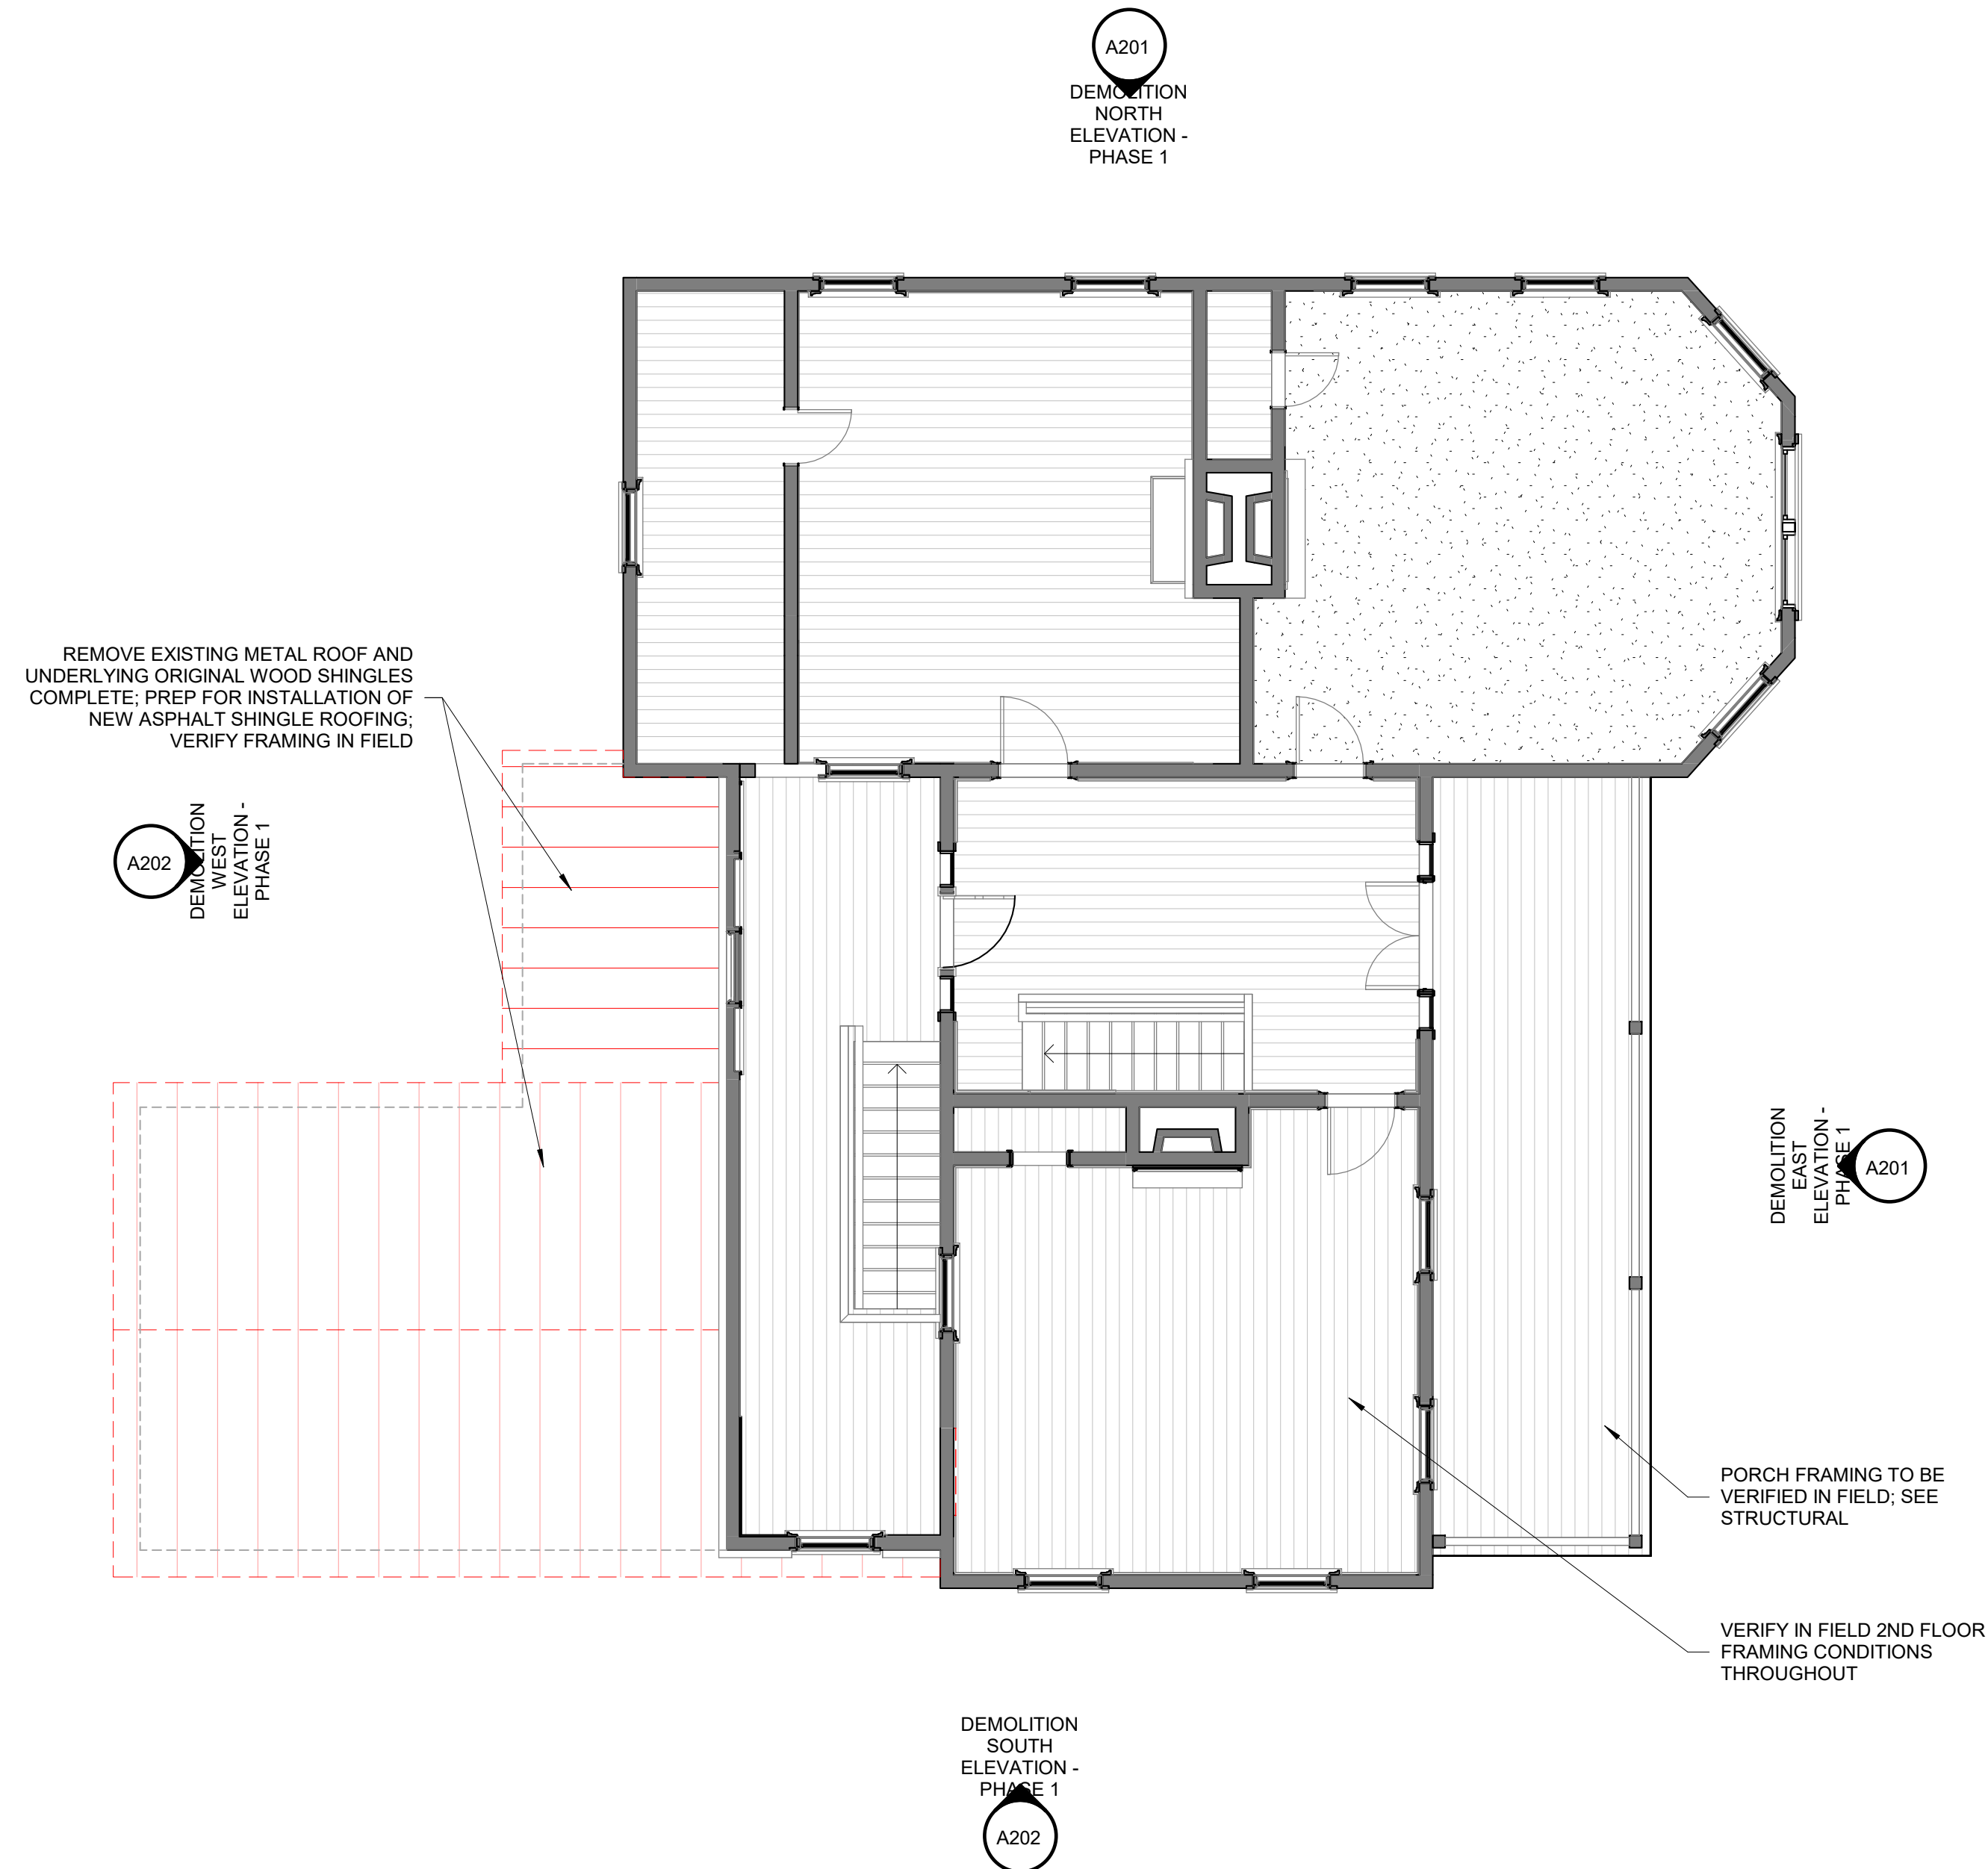 A201
DEMOLITION
NORTH
ELEVATION -
PHASE 1
REMOVE EXISTING METAL ROOF AND
UNDERLYING ORIGINAL WOOD SHINGLES
COMPLETE; PREP FOR INSTALLATION OF
NEW ASPHALT SHINGLE ROOFING;
VERIFY FRAMING IN FIELD
A202
DEMOLITION
WEST
ELEVATION -
PHASE 1
DEMOLITION
EAST
ELEVATION -
PHASE 1
A201
PORCH FRAMING TO BE
VERIFIED IN FIELD; SEE
STRUCTURAL
VERIFY IN FIELD 2ND FLOOR
FRAMING CONDITIONS
THROUGHOUT
DEMOLITION
SOUTH
ELEVATION -
PHASE 1
A202